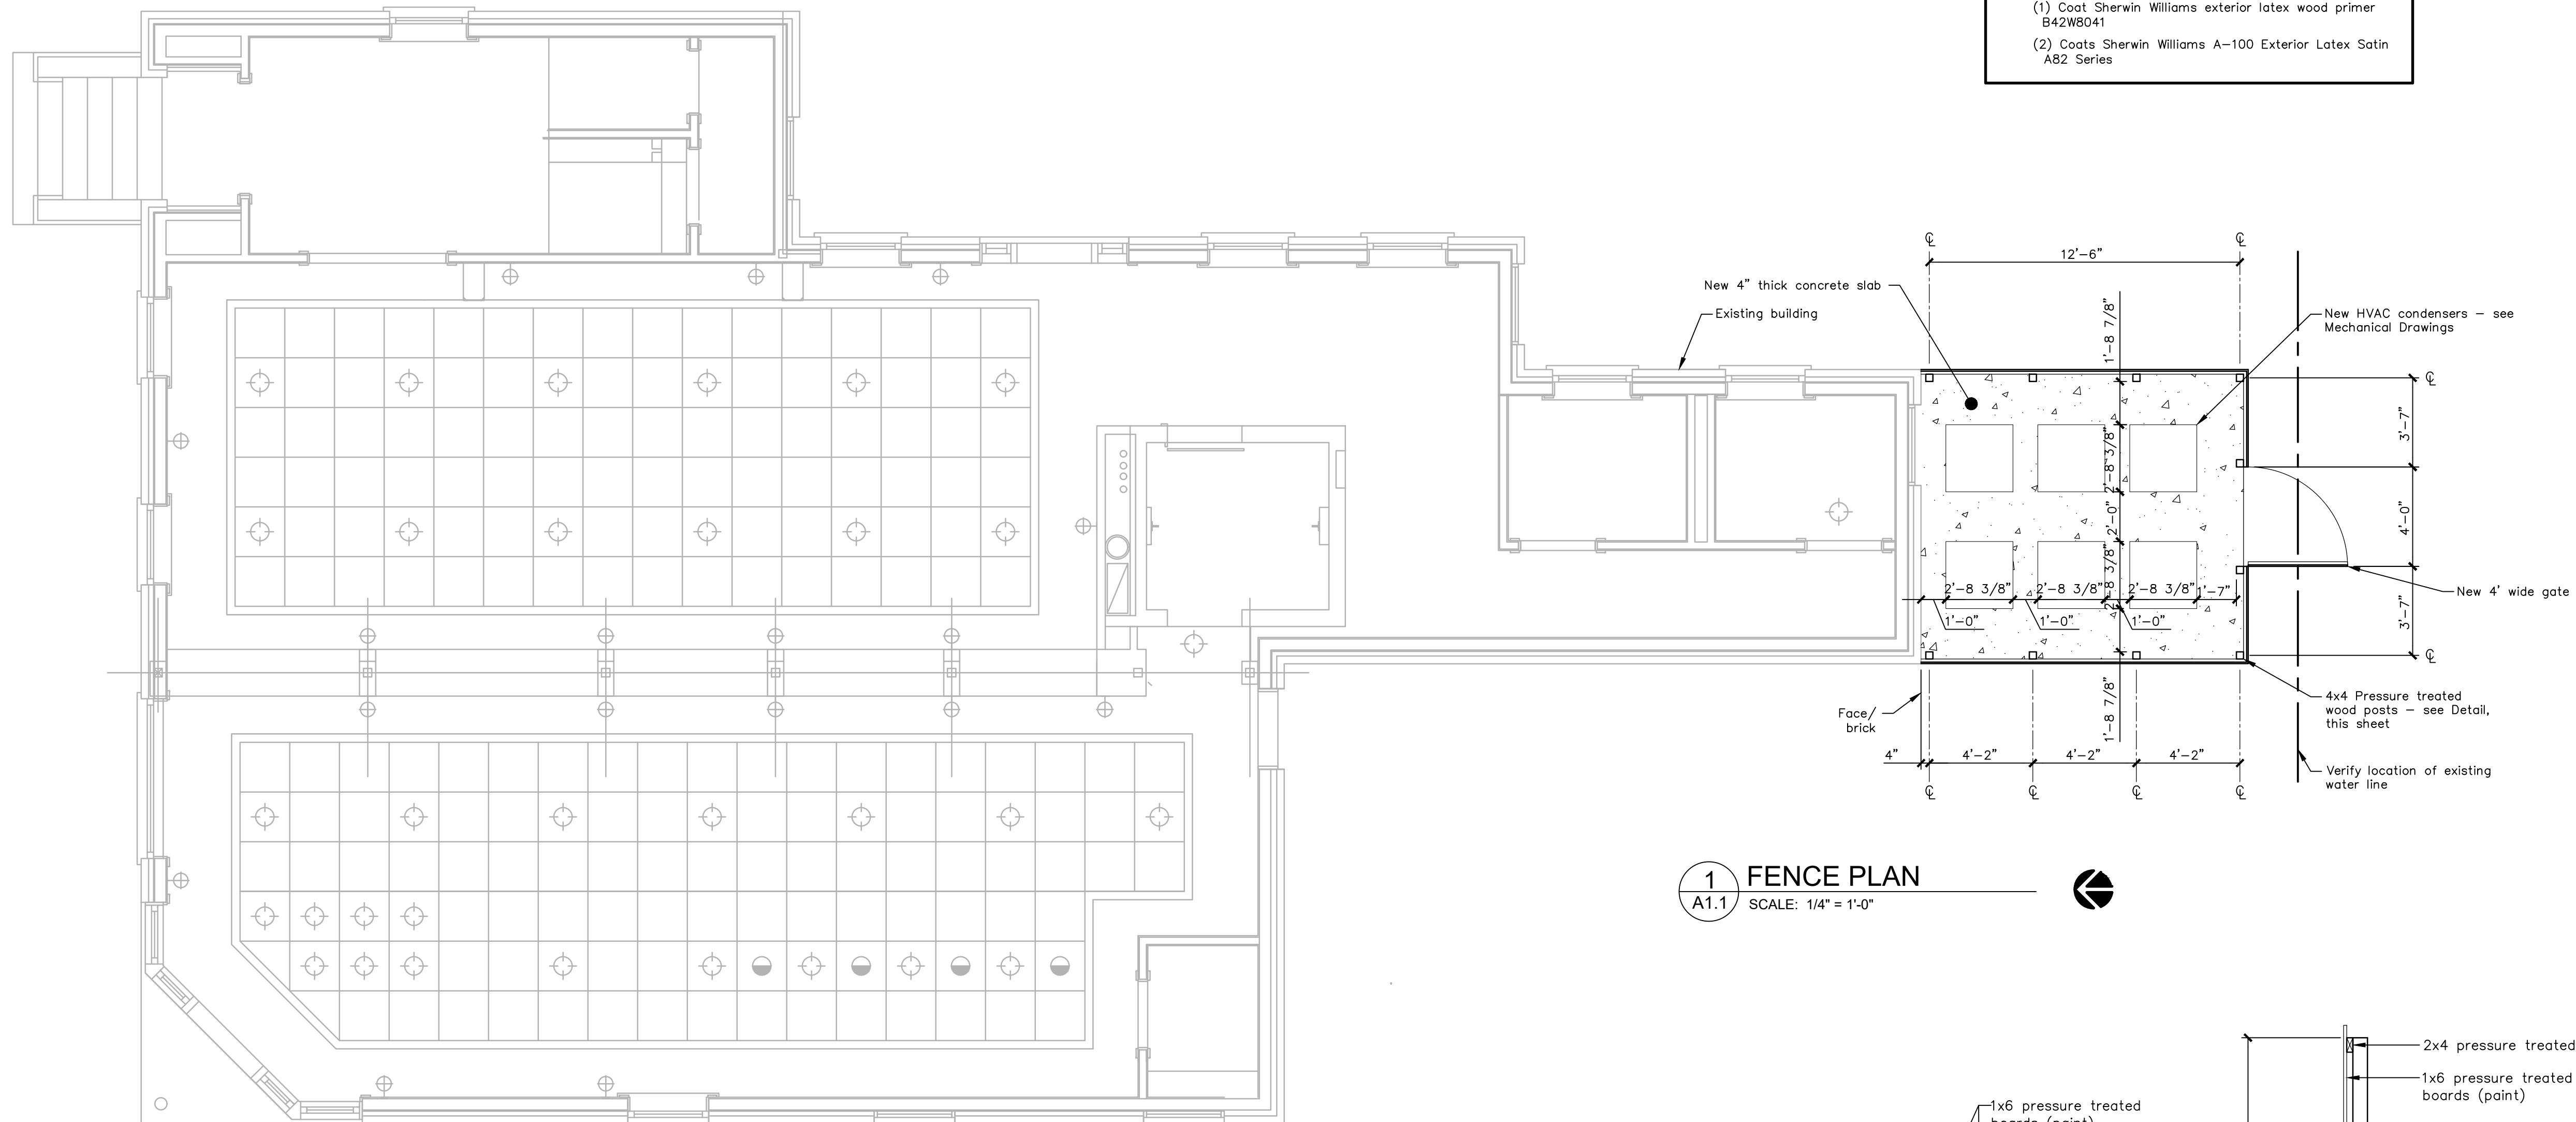 (1) Coat Sherwin Williams exterior latex wood primer
B42W8041
(2) Coats Sherwin Williams A-100 Exterior Latex Satin
A82 Series
℄
℄
12'-6"
New 4" thick concrete slab
Existing building
1'-8 7/8"
New HVAC condensers - see
Mechanical Drawings
℄
3'-7"
2'-8 3/8"
2'-0"
4'-0"
2'-8 3/8"
2'-8 3/8"
2'-8 3/8"
2'-8 3/8"
1'-7"
New 4' wide gate
1'-0"
1'-0"
1'-0"
3'-7"
℄
4x4 Pressure treated
wood posts - see Detail,
this sheet
Face/
brick
1'-8 7/8"
4"
4'-2"
4'-2"
4'-2"
Verify location of existing
water line
℄
℄
℄
℄
1
A1.1
FENCE PLAN
SCALE: 1/4" = 1'-0"
2x4 pressure treated
1x6 pressure treated
boards (paint)
1x6 pressure treated
boards (paint)